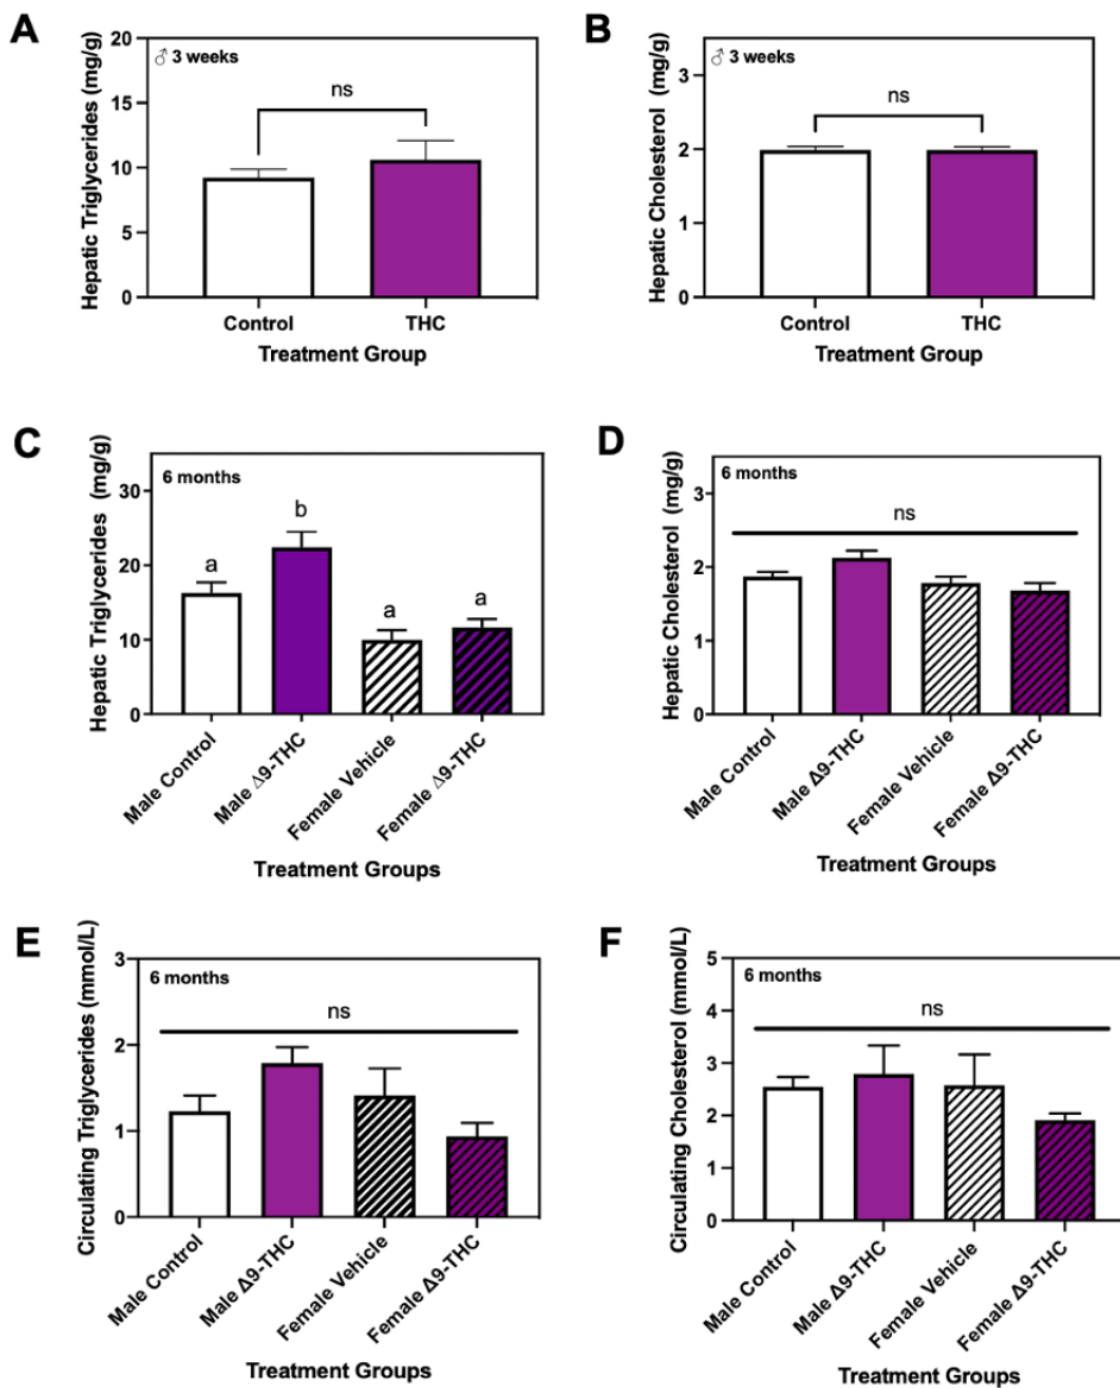 A
Hepatic Triglycerides (mg/g)
20
15
10
5
0
♂ 3 weeks
ns
Control
THC
Treatment Group
B
Hepatic Cholesterol (mg/g)
3
2
1
0
♂ 3 weeks
ns
Control
THC
Treatment Group
C
Hepatic Triglycerides (mg/g)
30
20
10
0
6 months
a
b
a
a
Male Control
Male Δ9-THC
Female Vehicle
Female Δ9-THC
Treatment Groups
D
Hepatic Cholesterol (mg/g)
3
2
1
0
6 months
ns
Male Control
Male Δ9-THC
Female Vehicle
Female Δ9-THC
Treatment Groups
E
Circulating Triglycerides (mmol/L)
3
2
1
0
6 months
ns
Male Control
Male Δ9-THC
Female Vehicle
Female Δ9-THC
Treatment Groups
F
Circulating Cholesterol (mmol/L)
5
4
3
2
1
0
6 months
ns
Male Control
Male Δ9-THC
Female Vehicle
Female Δ9-THC
Treatment Groups